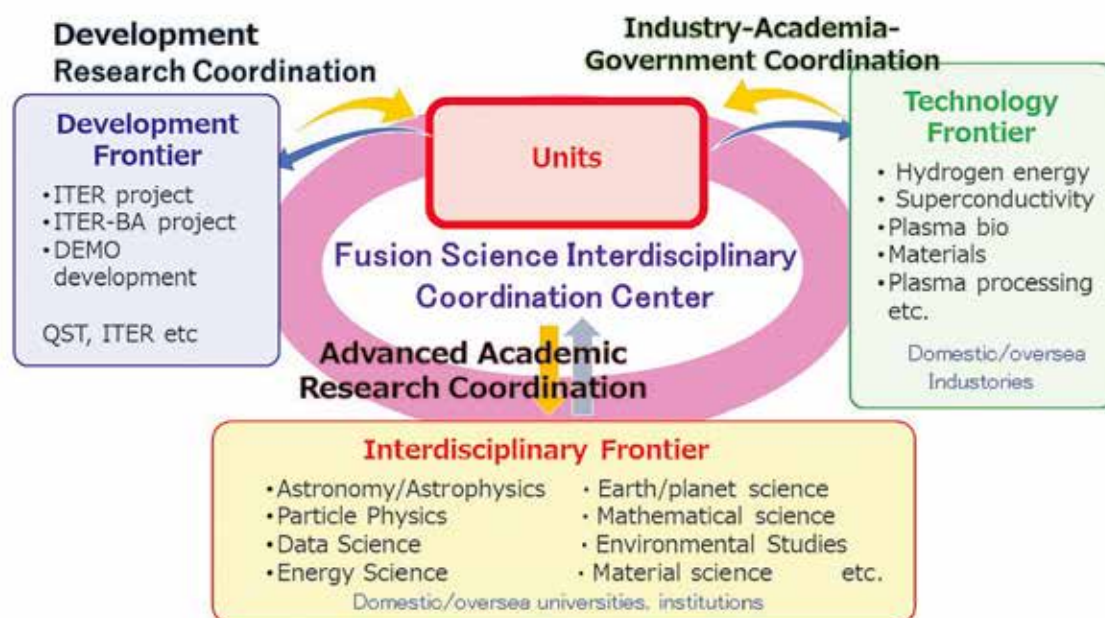 Development
Research Coordination
Industry-Academia-
Government Coordination
Development
Frontier
•ITER project
•ITER-BA project
•DEMO
development
QST, ITER etc
Units
Technology
Frontier
• Hydrogen energy
• Superconductivity
•Plasma bio
•Materials
•Plasma processing
etc.
Domestic/oversea
Industories
Fusion Science Interdisciplinary
Coordination Center
Advanced Academic
Research Coordination
Interdisciplinary Frontier
•Astronomy/Astrophysics
•Particle Physics
•Data Science
•Energy Science
・Earth/planet science
・Mathematical science
・Environmental Studies
・Material science etc.
Domestic/oversea universities, institutions